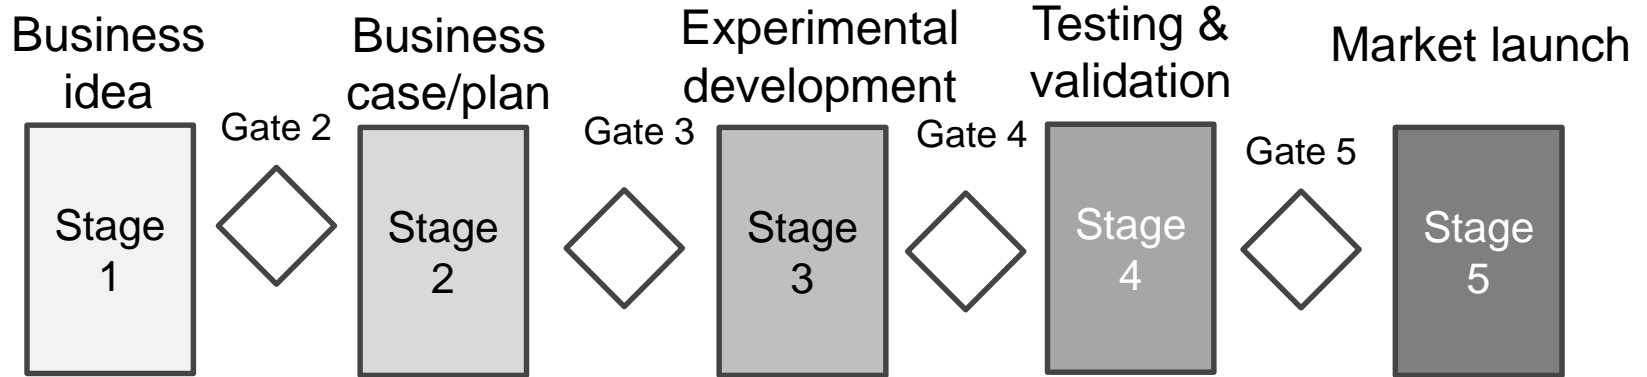 Business
idea
Gate 2
Stage
1
Business
case/plan
Gate 3
Stage
2
Experimental
development
Gate 4
Stage
3
Testing &
validation
Gate 5
Stage
4
Market launch
Stage
5